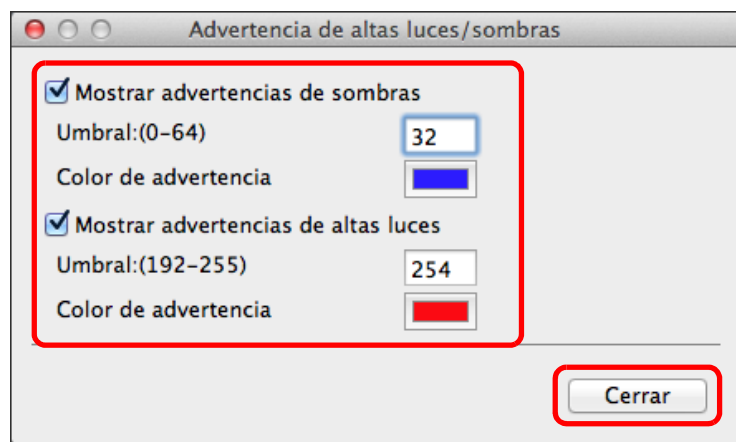 Advertencia de altas luces/sombras
Mostrar advertencias de sombras
Umbral:(0-64) 32
Color de advertencia
Mostrar advertencias de altas luces
Umbral:(192-255) 254
Color de advertencia
Cerrar